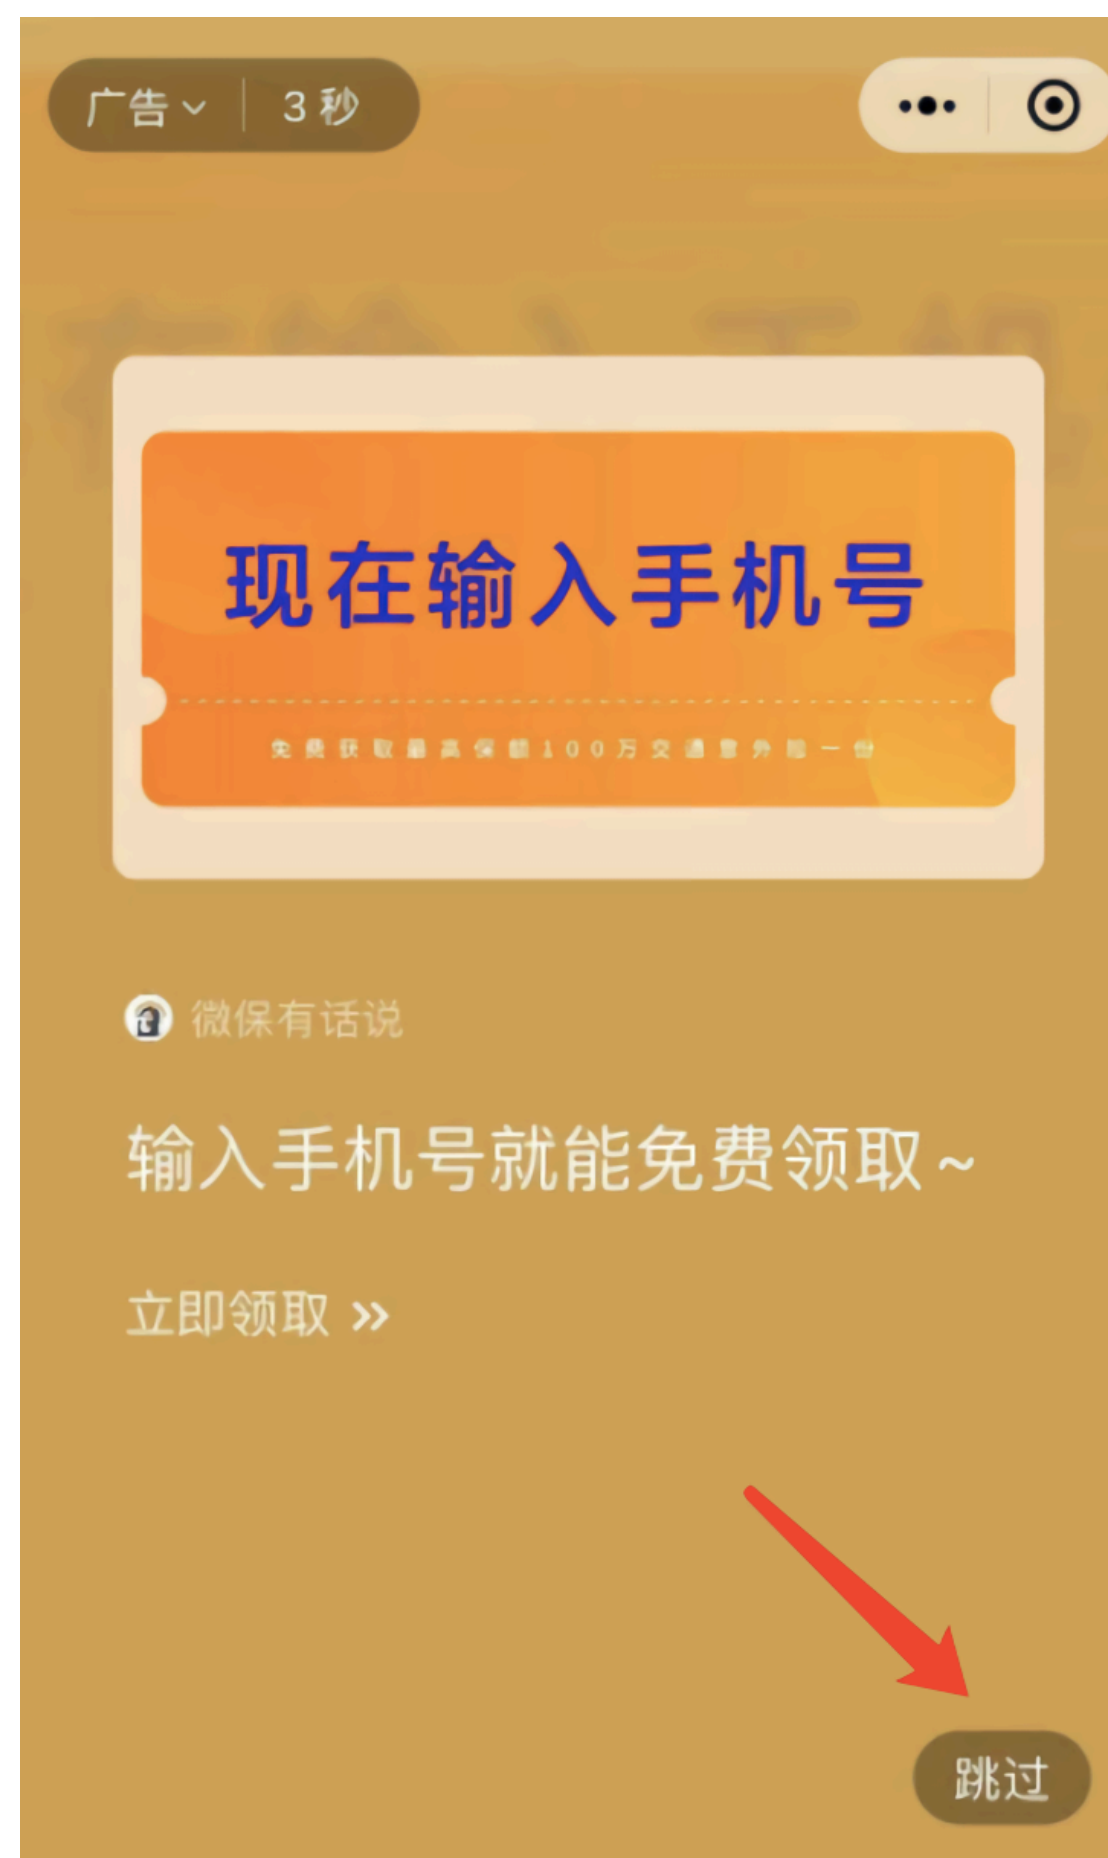 广告
3 秒
现在输入手机号
免费获取最高保额100万交通意外险一份
微保有话说
输入手机号就能免费领取~
立即领取 >>
跳过